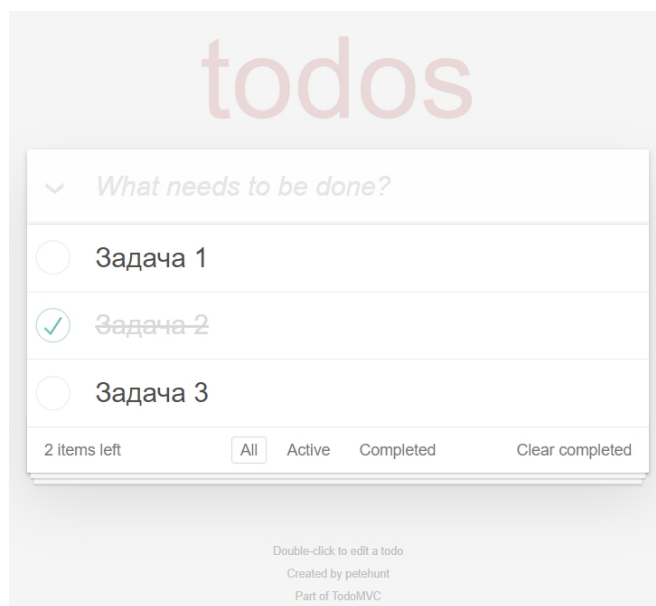 todos
What needs to be done?
Задача 1
Задача 2
Задача 3
2 items left All Active Completed Clear completed
Double-click to edit a todo
Created by petehunt
Part of TodoMVC